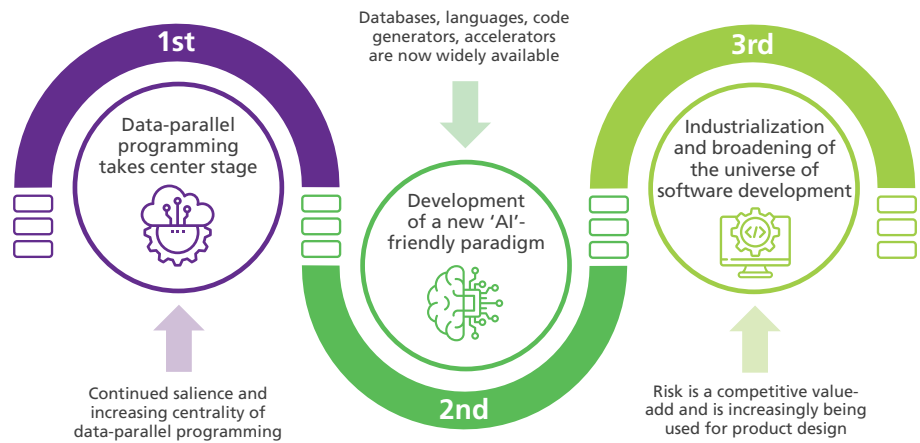 1st
Data-parallel
programming
takes center stage
Continued salience and
increasing centrality of
data-parallel programming
Databases, languages, code
generators, accelerators
are now widely available
Development
of a new ‘AI’-
friendly paradigm
2nd
3rd
Industrialization
and broadening of
the universe of
software development
</>
Risk is a competitive value-
add and is increasingly being
used for product design